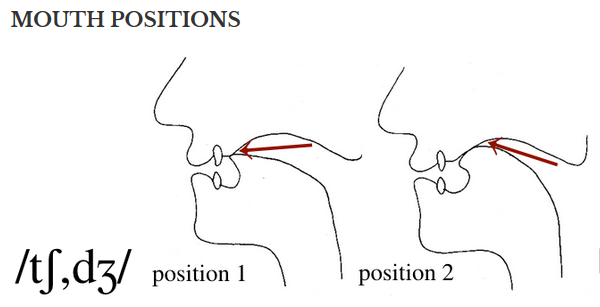 MOUTH POSITIONS
/tʃ,dʒ/ position 1 position 2